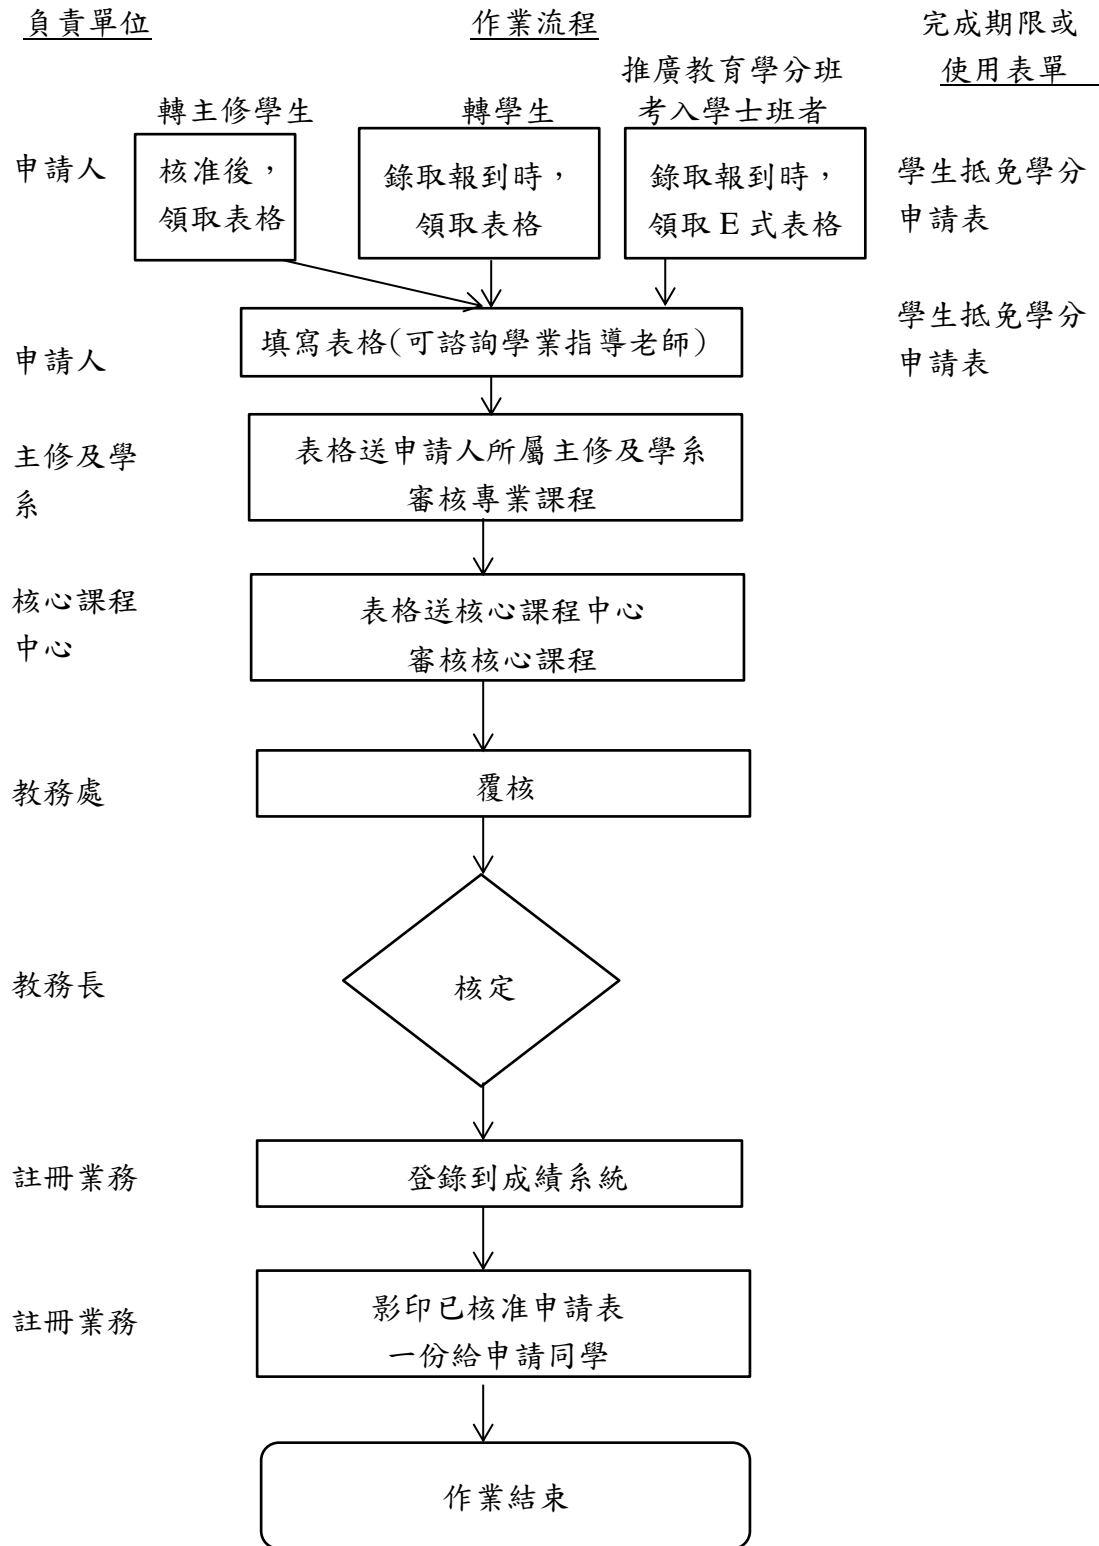 負責單位
作業流程
完成期限或
使用表單
推廣教育學分班
轉主修學生
轉學生
考入學士班者
申請人
核准後，
領取表格
錄取報到時，
領取表格
錄取報到時，
領取 E 式表格
學生抵免學分
申請表
申請人
填寫表格(可諮詢學業指導老師)
學生抵免學分
申請表
主修及學
系
表格送申請人所屬主修及學系
審核專業課程
核心課程
中心
表格送核心課程中心
審核核心課程
教務處
覆核
教務長
核定
註冊業務
登錄到成績系統
註冊業務
影印已核准申請表
一份給申請同學
作業結束